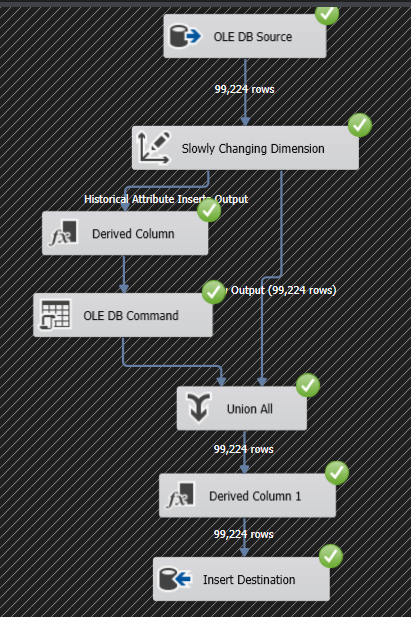 OLE DB Source
99,224 rows
Slowly Changing Dimension
Historical Attribute Inserts Output
Derived Column
Output (99,224 rows)
OLE DB Command
Union All
99,224 rows
fx
Derived Column 1
99,224 rows
Insert Destination